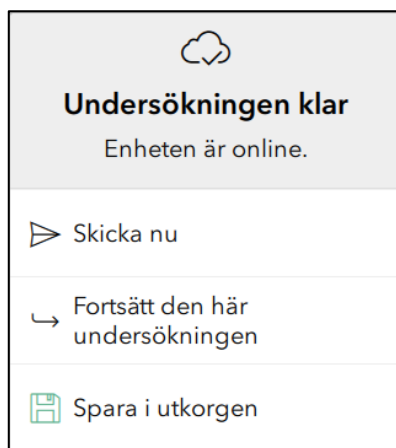 Undersökningen klar
Enheten är online.
Skicka nu
Fortsätt den här
undersökningen
Spara i utkorgen